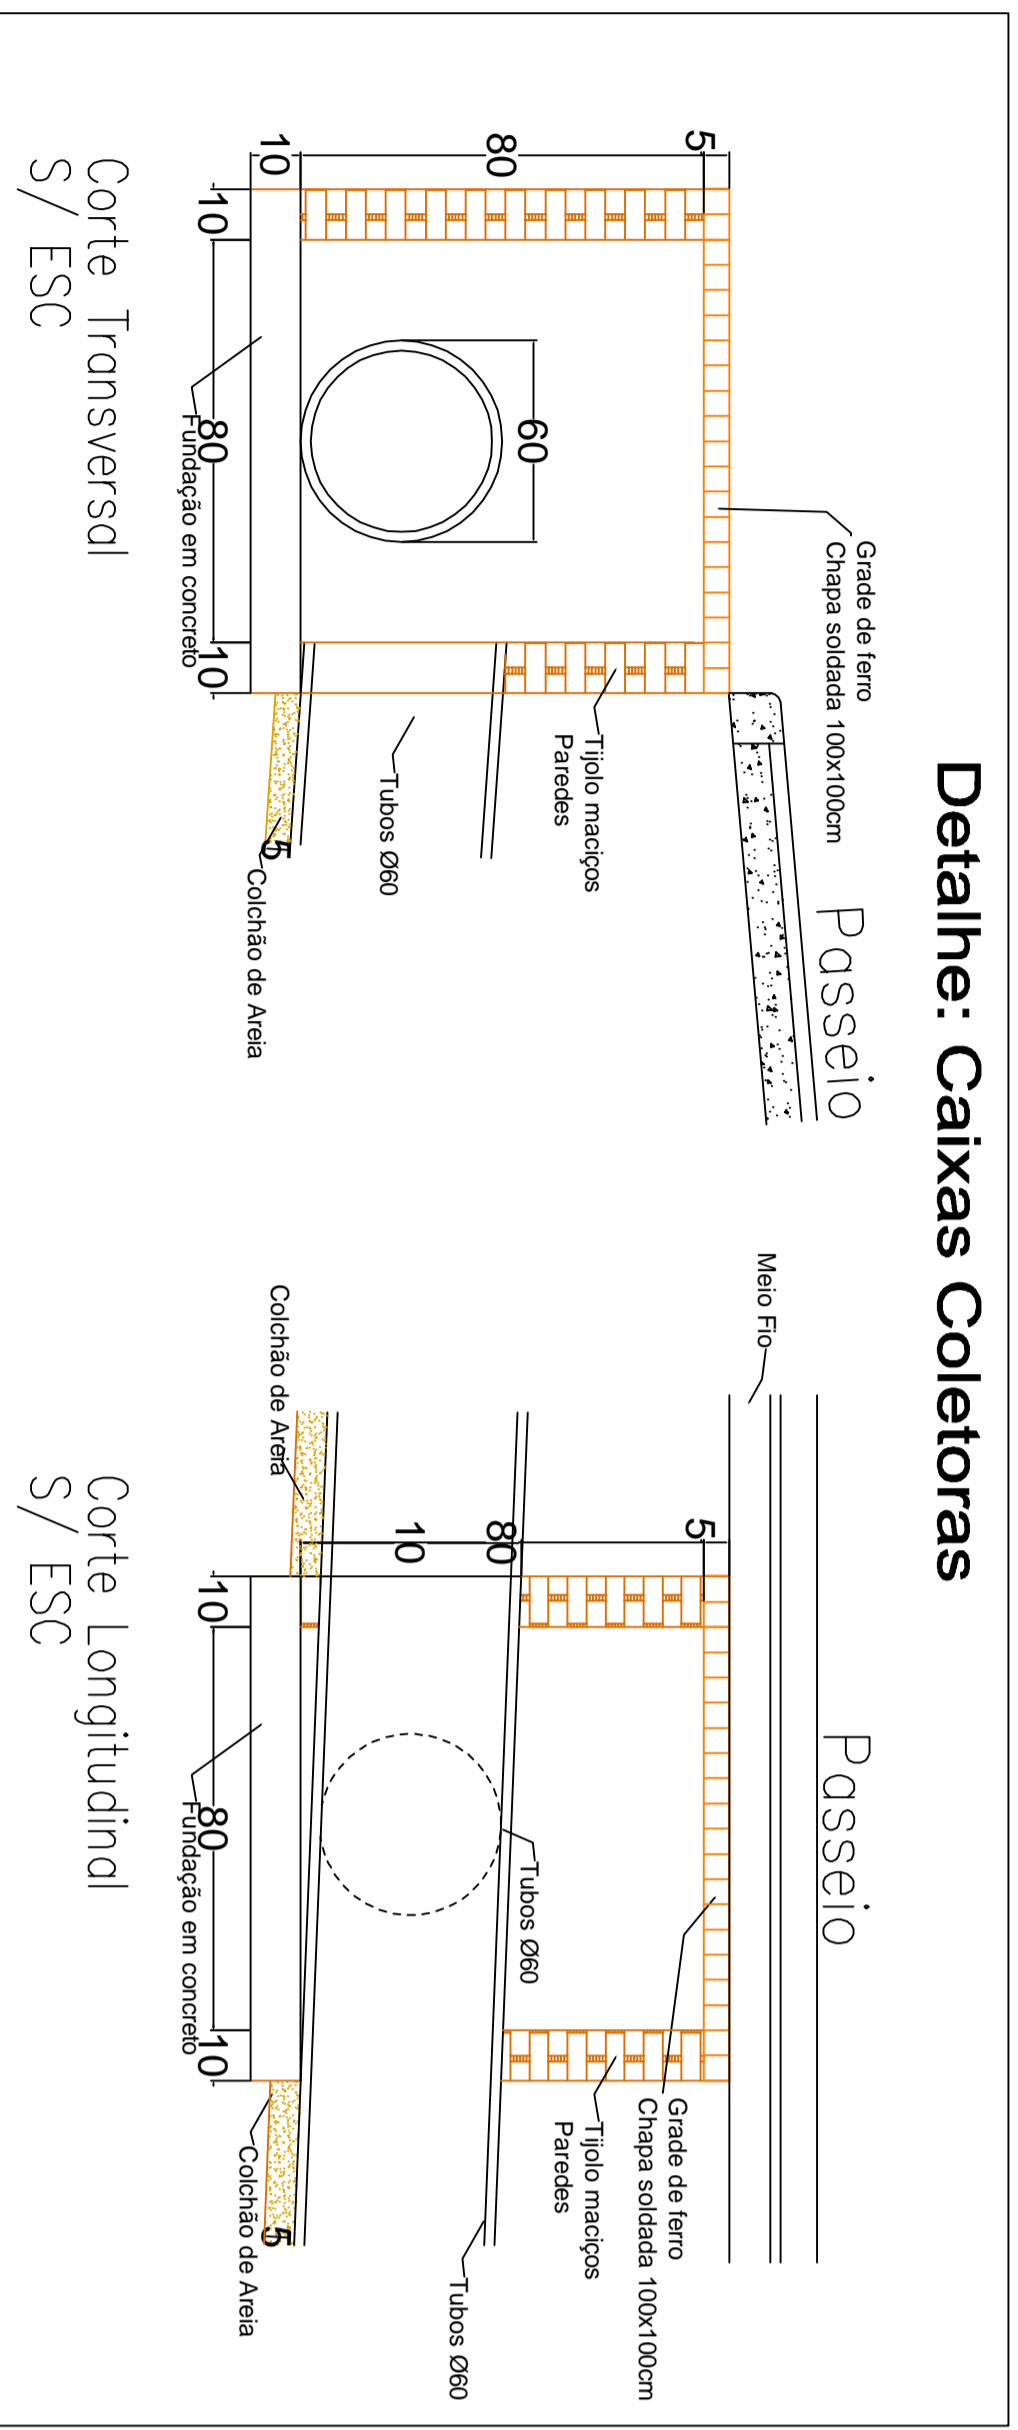 Detalhe: Caixas Coletoras
Passeio
Grade de ferro
Chapa soldada 100x100cm
5
80
10
60
Tijolo maciços
Paredes
Tubos Ø60
5
Colchão de Areia
10
80
10
Fundação em concreto
Corte Transversal
S/ ESC
Passeio
Meio Fio
5
80
10
Tubos Ø60
Grade de ferro
Chapa soldada 100x100cm
Tijolo maciços
Paredes
Tubos Ø60
Colchão de Areia
5
Colchão de Areia
10
80
10
Fundação em concreto
Corte Longitudinal
S/ ESC